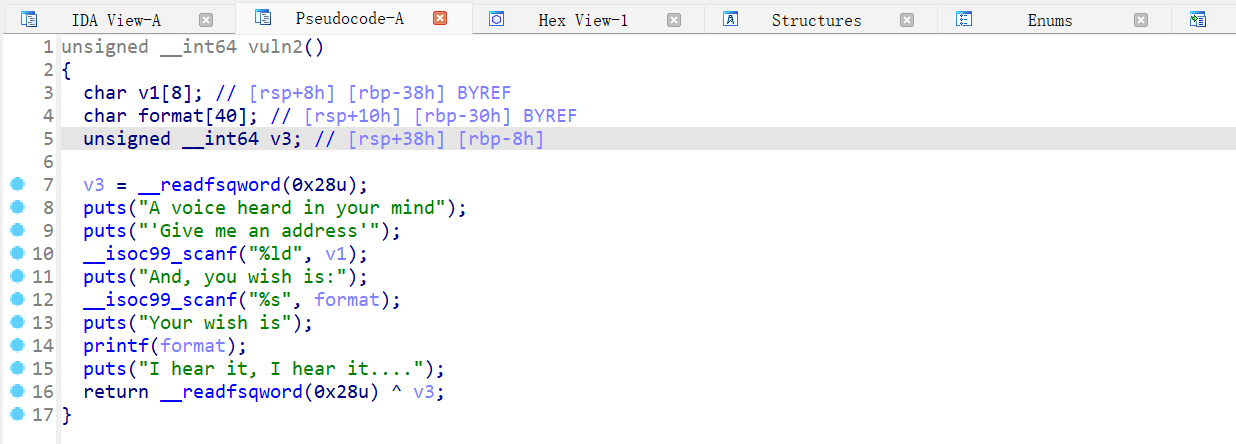 IDA View-A Pseudocode-A Hex View-1 Structures Enums
1 unsigned __int64 vuln2()
2 {
3 char v1[8]; // [rsp+8h] [rbp-38h] BYREF
4 char format[40]; // [rsp+10h] [rbp-30h] BYREF
5 unsigned __int64 v3; // [rsp+38h] [rbp-8h]
6
7 v3 = __readfsqword(0x28u);
8 puts("A voice heard in your mind");
9 puts("'Give me an address'");
10 __isoc99_scanf("%ld", v1);
11 puts("And, you wish is:");
12 __isoc99_scanf("%s", format);
13 puts("Your wish is");
14 printf(format);
15 puts("I hear it, I hear it....");
16 return __readfsqword(0x28u) ^ v3;
17 }